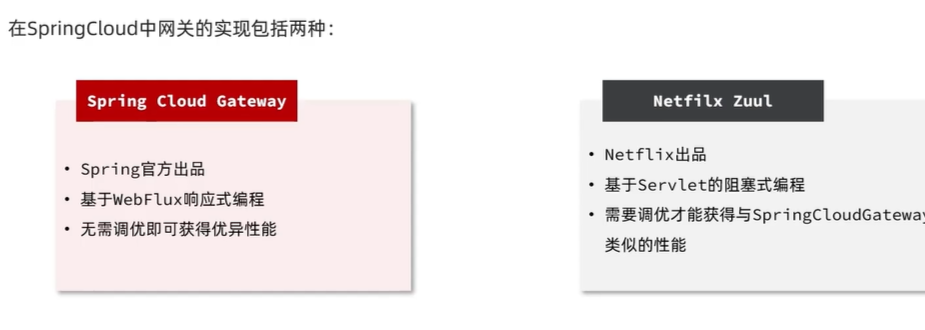 在SpringCloud中网关的实现包括两种：
Spring Cloud Gateway
• Spring官方出品
• 基于WebFlux响应式编程
• 无需调优即可获得优异性能
Netfilx Zuul
• Netflix出品
• 基于Servlet的阻塞式编程
• 需要调优才能获得与SpringCloudGateway
类似的性能